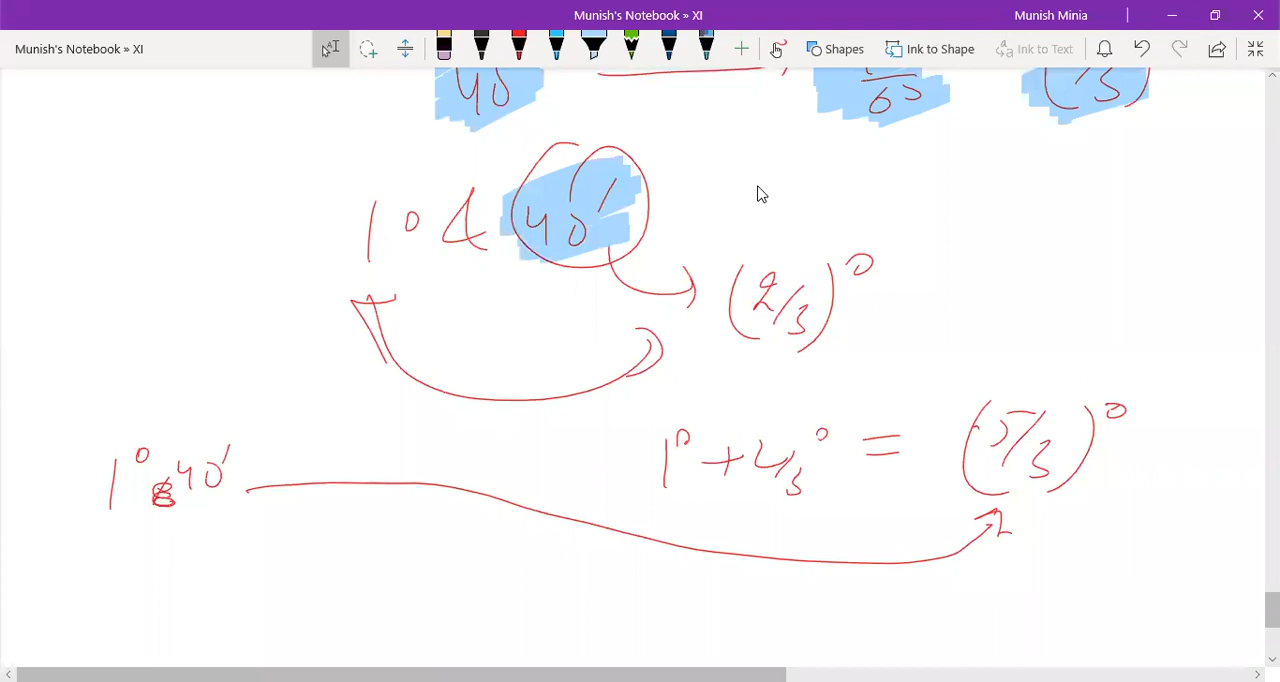 Munish's Notebook » XI
Munish Minia
Munish's Notebook » XI
Shapes
Ink to Shape
Ink to Text
40
60
1° & 40'
(2/3)°
1° + 2/3° = (5/3)°
1° 40'